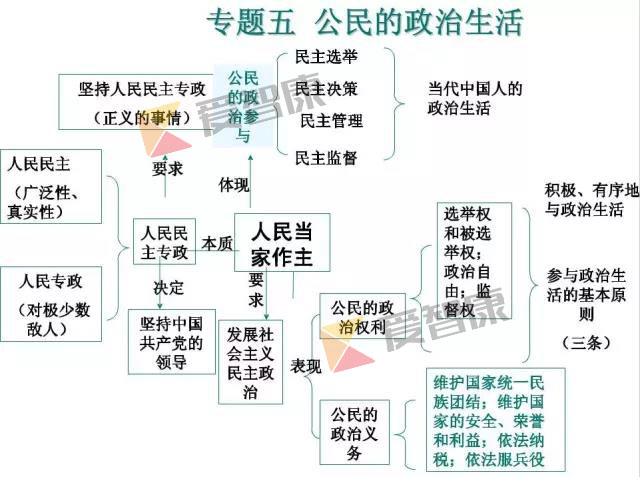 专题五 公民的政治生活
坚持人民民主专政
（正义的事情）
公民
的政
治参
与
民主选举
民主决策
民主管理
民主监督
当代中国人的
政治生活
要求
体现
人民民主
（广泛性、
真实性）
人民专政
（对极少数
敌人）
人民民
主专政
本质
人民当
家作主
决定
要
求
坚持中国
共产党的
领导
发展社
会主义
民主政
治
表现
公民的政
治权利
公民的
政治义
务
选举权
和被选
举权；
政治自
由；监
督权
维护国家统一民
族团结；维护国
家的安全、荣誉
和利益；依法纳
税；依法服兵役
积极、有序地
与政治生活
参与政治生
活的基本原
则
（三条）
爱智康
爱智康